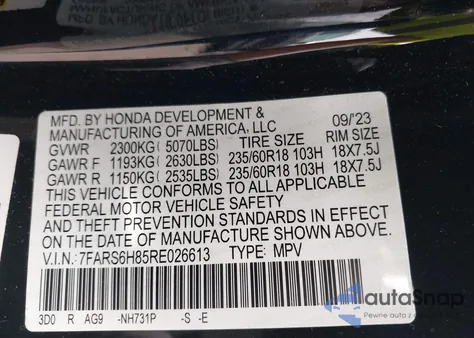 MFD. BY HONDA DEVELOPMENT &
MANUFACTURING OF AMERICA, LLC 09/'23
GVWR 2300KG( 5070LBS) TIRE SIZE RIM SIZE
GAWR F 1193KG( 2630LBS) 235/60R18 103H 18X7.5J
GAWR R 1150KG( 2535LBS) 235/60R18 103H 18X7.5J
THIS VEHICLE CONFORMS TO ALL APPLICABLE
FEDERAL MOTOR VEHICLE SAFETY
AND THEFT PREVENTION STANDARDS IN EFFECT
ON THE DATE OF MANUFACTURE SHOWN ABOVE.
V.I.N.: 7FARS6H85RE026613 TYPE: MPV
3D0 R AG9 -NH731P -S -E
autoSnap
Pewne auto z